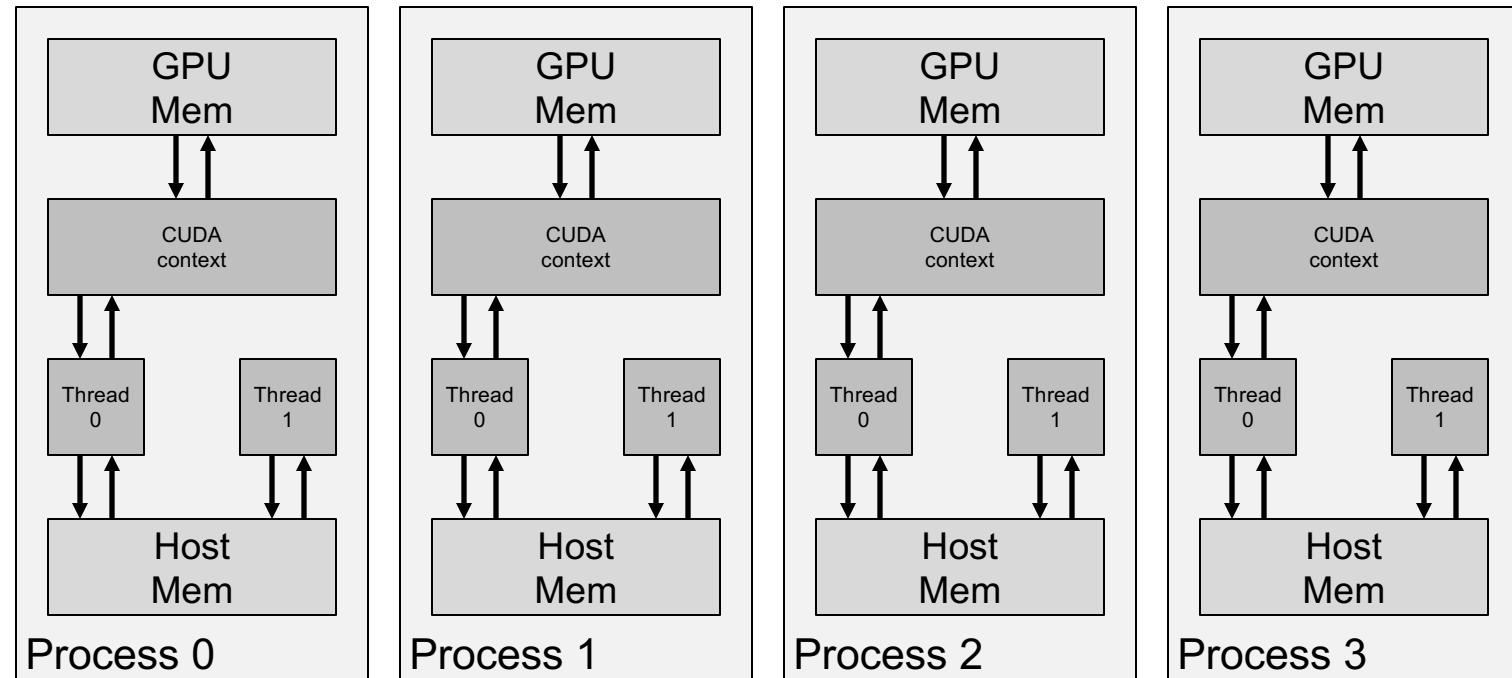 GPU
Mem
CUDA
context
Thread
0
Thread
1
Host
Mem
Process 0
GPU
Mem
CUDA
context
Thread
0
Thread
1
Host
Mem
Process 1
GPU
Mem
CUDA
context
Thread
0
Thread
1
Host
Mem
Process 2
GPU
Mem
CUDA
context
Thread
0
Thread
1
Host
Mem
Process 3